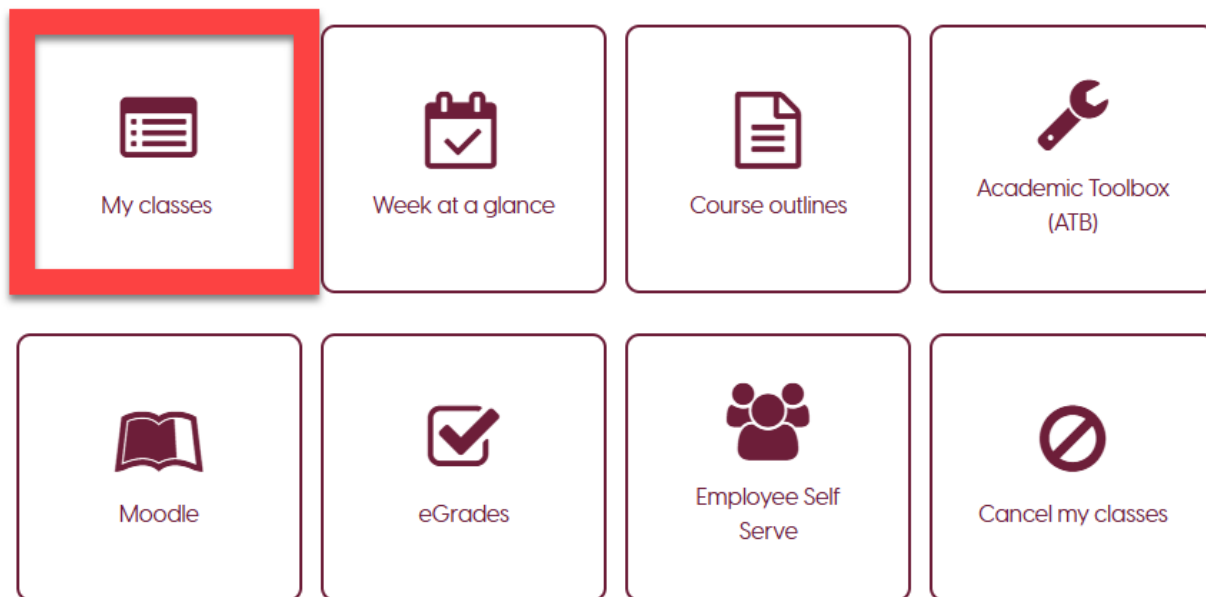 My classes
Week at a glance
Course outlines
Academic Toolbox
(ATB)
Moodle
eGrades
Employee Self
Serve
Cancel my classes